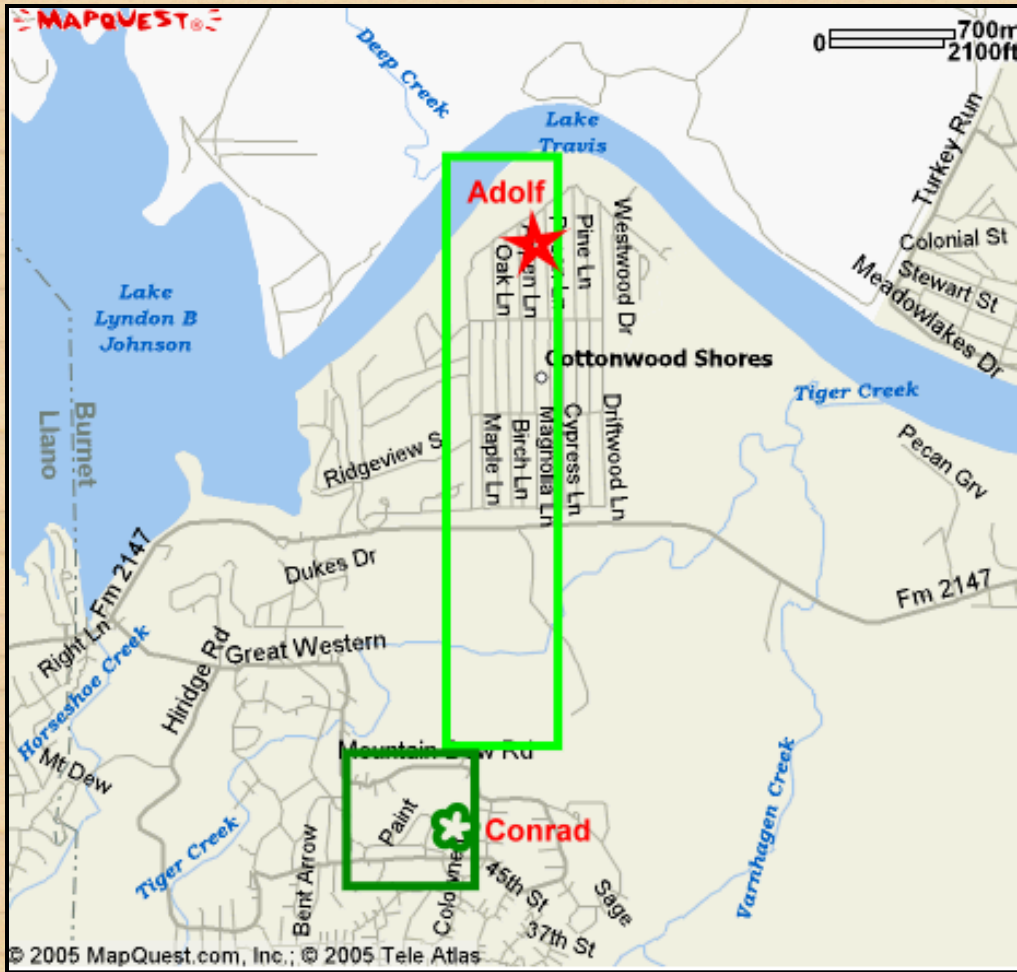 MAPQUEST®
0 700m
2100ft
Deep Creek
Lake
Travis
Turkey Run
Adolf
Pine Ln
Westwood Dr
Oak Ln
Colonial St
Stewart St
Meadowlakes Dr
Lake
Lyndon B
Johnson
Cottonwood Shores
Tiger Creek
Burnet
Llano
Ridgeview S
Maple Ln
Birch Ln
Magnolia Ln
Cypress Ln
Driftwood Ln
Pecan Grv
Fm 2147
Dukes Dr
Fm 2147
Right Ln
Horseshoe Creek
Hiridge Rd
Great Western
Mountain Rd
Mt Dew
Paint
Conrad
Tiger Creek
Bent Arrow
45th St
37th St
Sage
Varnhagen Creek
© 2005 MapQuest.com, Inc.; © 2005 Tele Atlas